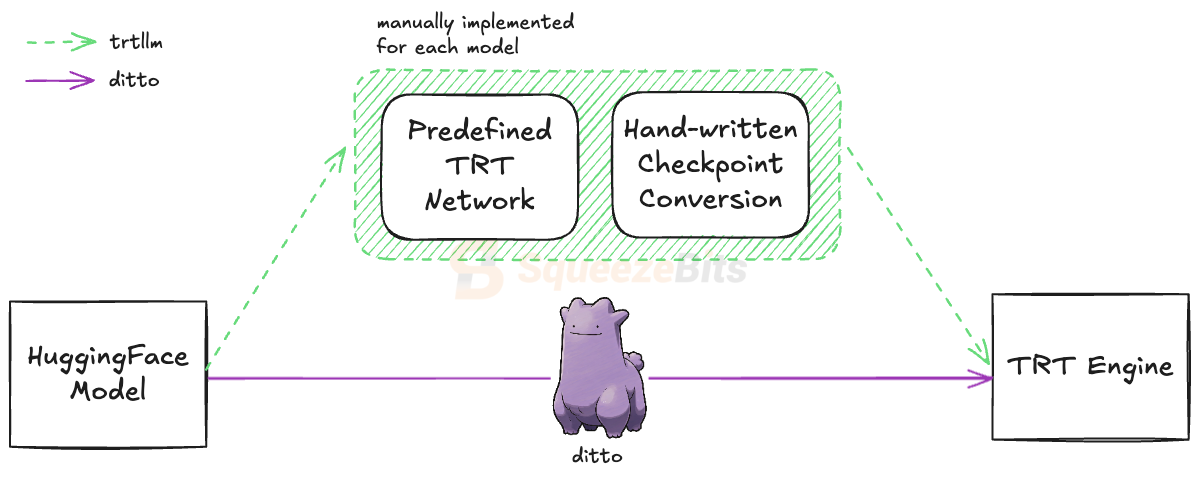 manually implemented
for each model
trtllm
ditto
Predefined
TRT
Network
Hand-written
Checkpoint
Conversion
SqueezeBits
HuggingFace
Model
TRT Engine
ditto